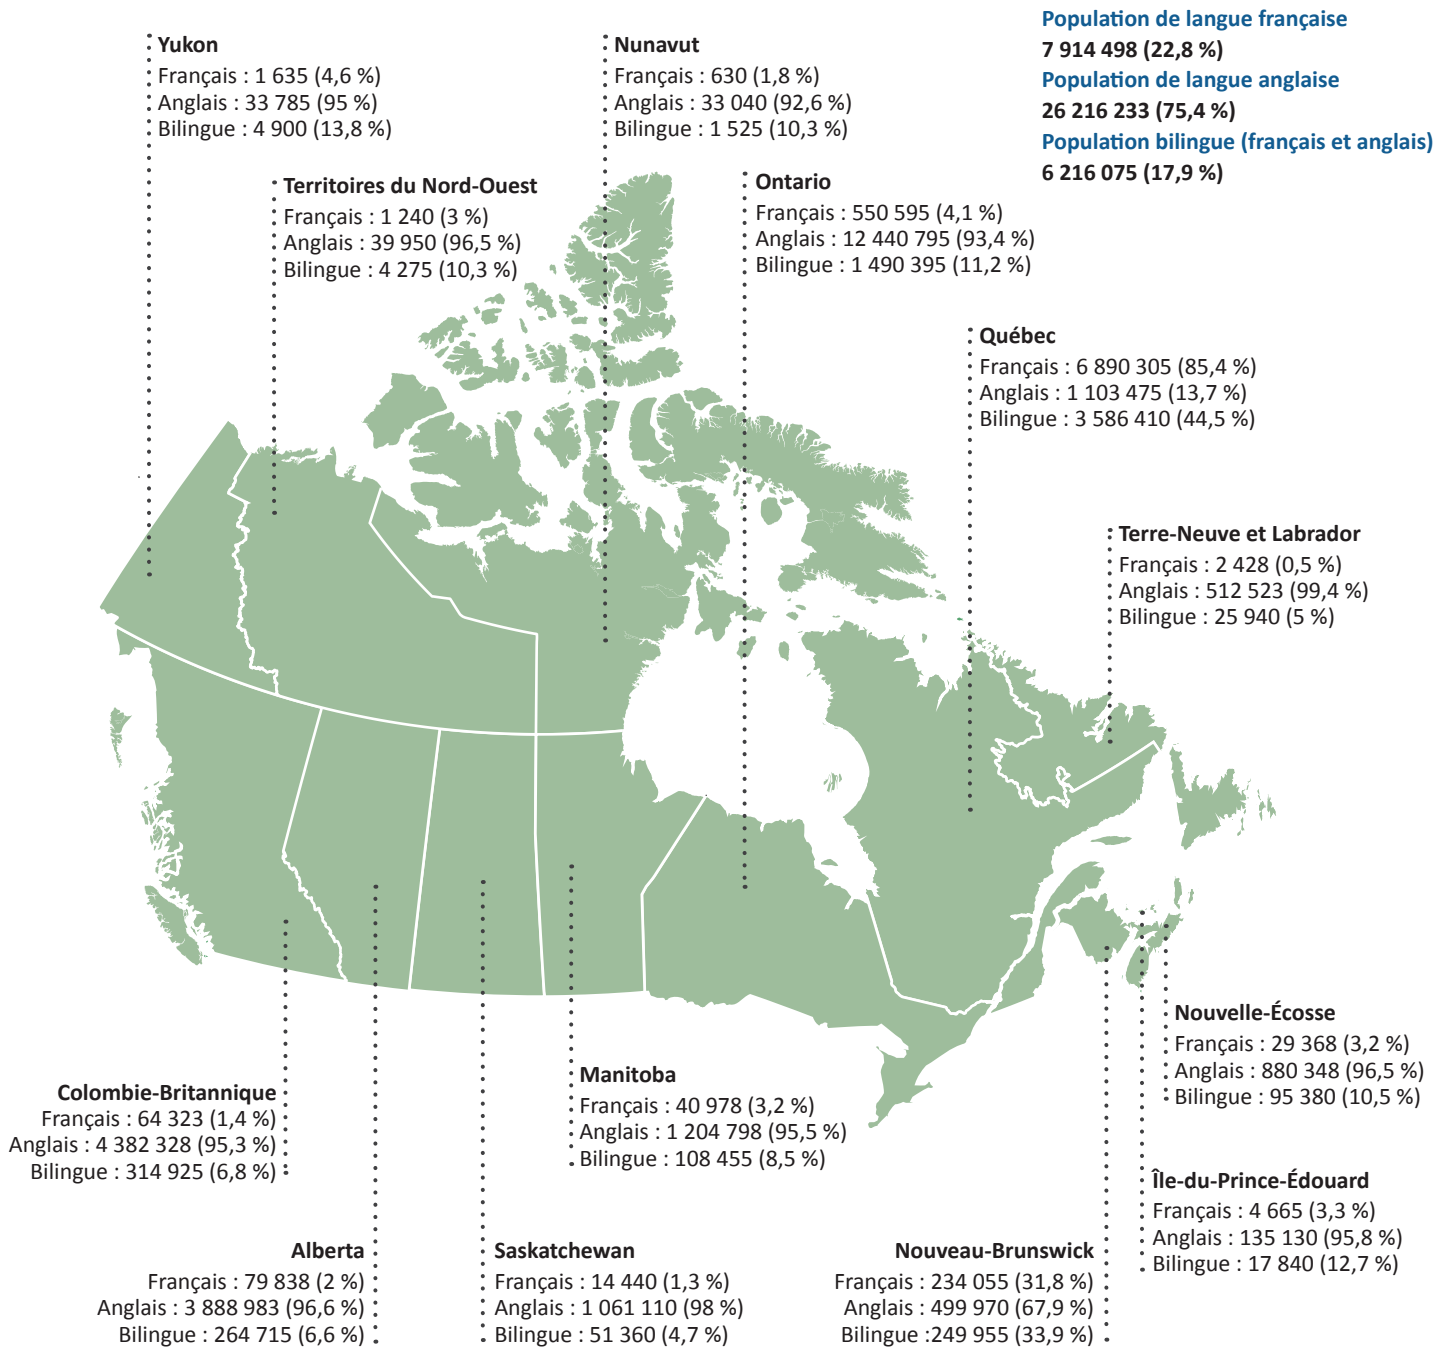 Population de langue française
7 914 498 (22,8 %)
Population de langue anglaise
26 216 233 (75,4 %)
Population bilingue (français et anglais)
6 216 075 (17,9 %)
Yukon
Français : 1 635 (4,6 %)
Anglais : 33 785 (95 %)
Bilingue : 4 900 (13,8 %)
Nunavut
Français : 630 (1,8 %)
Anglais : 33 040 (92,6 %)
Bilingue : 1 525 (10,3 %)
Territoires du Nord-Ouest
Français : 1 240 (3 %)
Anglais : 39 950 (96,5 %)
Bilingue : 4 275 (10,3 %)
Ontario
Français : 550 595 (4,1 %)
Anglais : 12 440 795 (93,4 %)
Bilingue : 1 490 395 (11,2 %)
Québec
Français : 6 890 305 (85,4 %)
Anglais : 1 103 475 (13,7 %)
Bilingue : 3 586 410 (44,5 %)
Terre-Neuve et Labrador
Français : 2 428 (0,5 %)
Anglais : 512 523 (99,4 %)
Bilingue : 25 940 (5 %)
Nouvelle-Écosse
Français : 29 368 (3,2 %)
Anglais : 880 348 (96,5 %)
Bilingue : 95 380 (10,5 %)
Colombie-Britannique
Français : 64 323 (1,4 %)
Anglais : 4 382 328 (95,3 %)
Bilingue : 314 925 (6,8 %)
Manitoba
Français : 40 978 (3,2 %)
Anglais : 1 204 798 (95,5 %)
Bilingue : 108 455 (8,5 %)
Île-du-Prince-Édouard
Français : 4 665 (3,3 %)
Anglais : 135 130 (95,8 %)
Bilingue : 17 840 (12,7 %)
Alberta
Français : 79 838 (2 %)
Anglais : 3 888 983 (96,6 %)
Bilingue : 264 715 (6,6 %)
Saskatchewan
Français : 14 440 (1,3 %)
Anglais : 1 061 110 (98 %)
Bilingue : 51 360 (4,7 %)
Nouveau-Brunswick
Français : 234 055 (31,8 %)
Anglais : 499 970 (67,9 %)
Bilingue :249 955 (33,9 %)